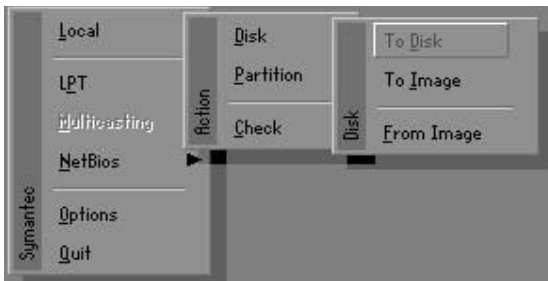 Local
LPT
Multicasting
NetBios
Options
Quit
Symantec
Disk
Partition
Check
Action
To Disk
To Image
From Image
Disk